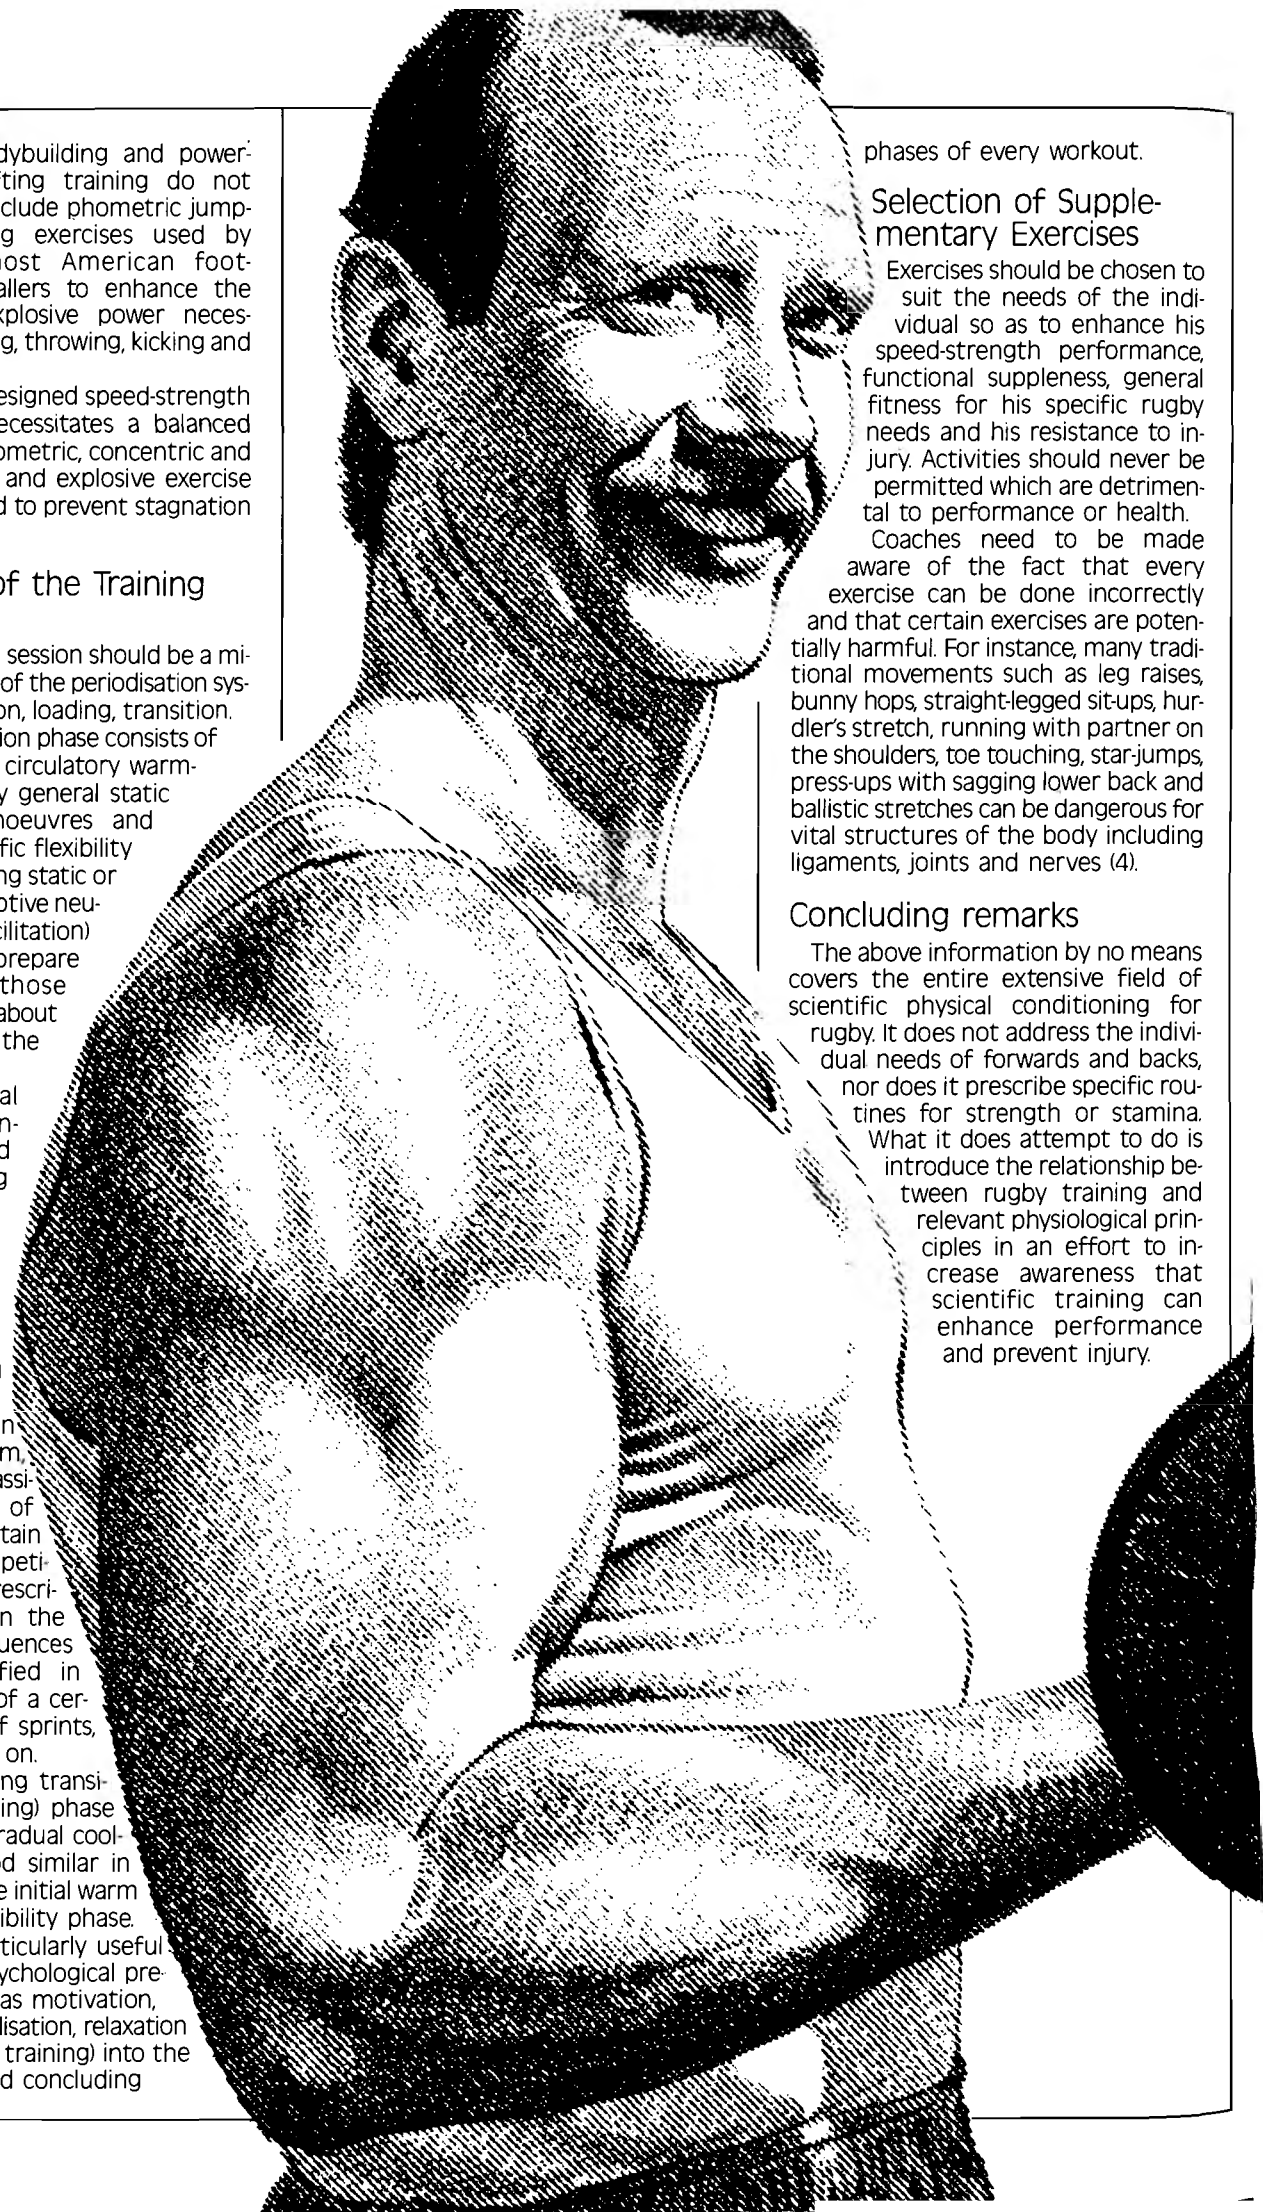 dybuilding and power-
fting training do not
clude phometric jump-
g exercises used by
ost American foot-
allers to enhance the
xplosive power neces-
g, throwing, kicking and
esigned speed-strength
ecessitates a balanced
ometric, concentric and
and explosive exercise
d to prevent stagnation
of the Training
session should be a mi-
of the periodisation sys-
on, loading, transition.
ion phase consists of
circulatory warm-
y general static
noeuvres and
fic flexibility
ng static or
ptive neu-
cilitation)
prepare
those
about
the
al
n-
d
g
n
m,
assi-
of
tain
peti-
rescri-
n the
uences
fied in
of a cer-
f sprints,
on.
ng transi-
ing) phase
radual cool-
d similar in
e initial warm
ibility phase.
ticularly useful
ychological pre-
as motivation,
lisation, relaxation
training) into the
d concluding
phases of every workout.
Selection of Supple-
mentary Exercises
Exercises should be chosen to
suit the needs of the indi-
vidual so as to enhance his
speed-strength performance,
functional suppleness, general
fitness for his specific rugby
needs and his resistance to in-
jury. Activities should never be
permitted which are detrimen-
tal to performance or health.
Coaches need to be made
aware of the fact that every
exercise can be done incorrectly
and that certain exercises are poten-
tially harmful. For instance, many tradi-
tional movements such as leg raises,
bunny hops, straight-legged sit-ups, hur-
dler's stretch, running with partner on
the shoulders, toe touching, star-jumps,
press-ups with sagging lower back and
ballistic stretches can be dangerous for
vital structures of the body including
ligaments, joints and nerves (4).
Concluding remarks
The above information by no means
covers the entire extensive field of
scientific physical conditioning for
rugby. It does not address the indivi-
dual needs of forwards and backs,
nor does it prescribe specific rou-
tines for strength or stamina.
What it does attempt to do is
introduce the relationship be-
tween rugby training and
relevant physiological prin-
ciples in an effort to in-
crease awareness that
scientific training can
enhance performance
and prevent injury.